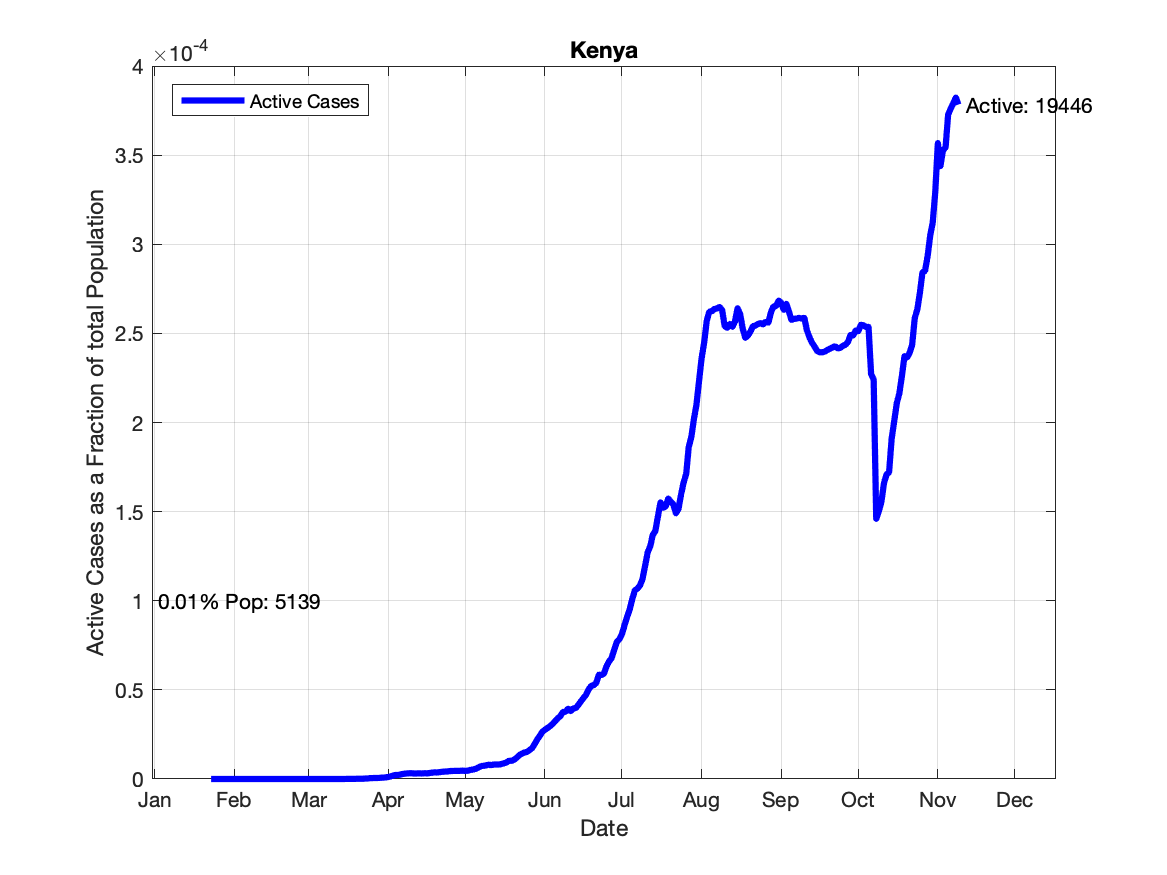 Kenya
×10⁻⁴
Active Cases
Active: 19446
0.01% Pop: 5139
4
3.5
3
2.5
2
1.5
1
0.5
0
Active Cases as a Fraction of total Population
Jan Feb Mar Apr May Jun Jul Aug Sep Oct Nov Dec
Date